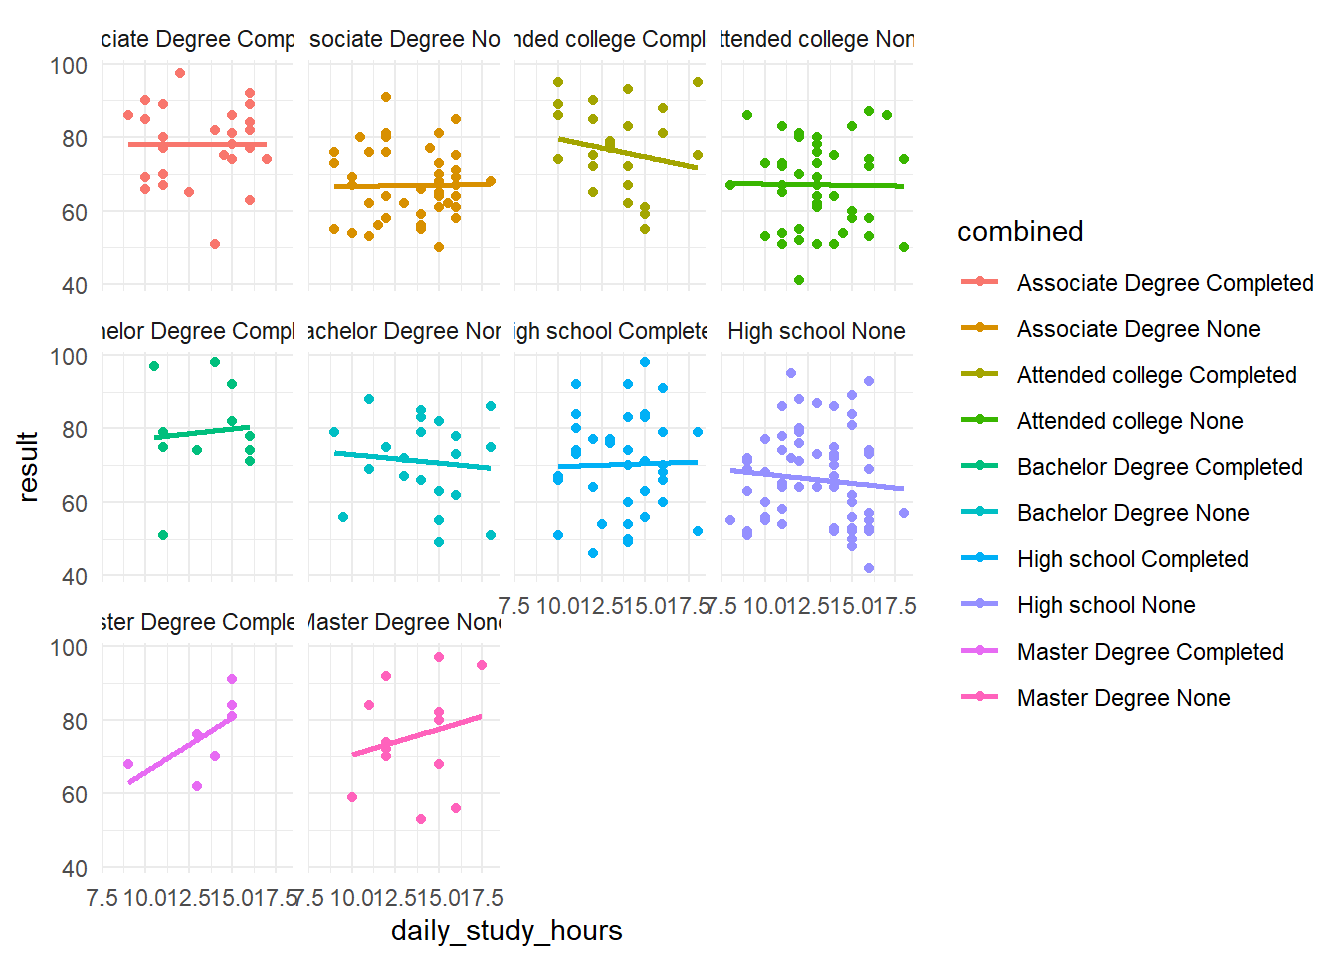 ciate Degree Comp
sociate Degree No
nded college Compl
ttended college Non
100
80
60
40
helor Degree Compl
achelor Degree Non
igh school Complete
High school None
100
80
60
40
7.5 10.012.515.017.5
7.5 10.012.515.017.5
ster Degree Comple
Master Degree None
100
80
60
40
7.5 10.012.515.017.5
7.5 10.012.515.017.5
daily_study_hours
result
combined
Associate Degree Completed
Associate Degree None
Attended college Completed
Attended college None
Bachelor Degree Completed
Bachelor Degree None
High school Completed
High school None
Master Degree Completed
Master Degree None